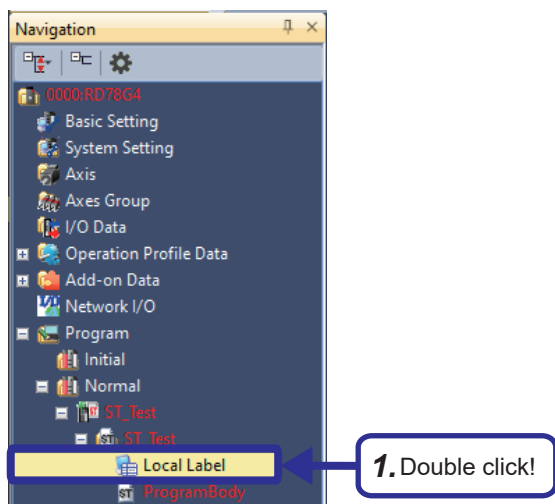 Navigation
0000:RD78G4
Basic Setting
System Setting
Axis
Axes Group
I/O Data
Operation Profile Data
Add-on Data
Network I/O
Program
Initial
Normal
ST_Test
ST_Test
Local Label
1. Double click!
ProgramBody